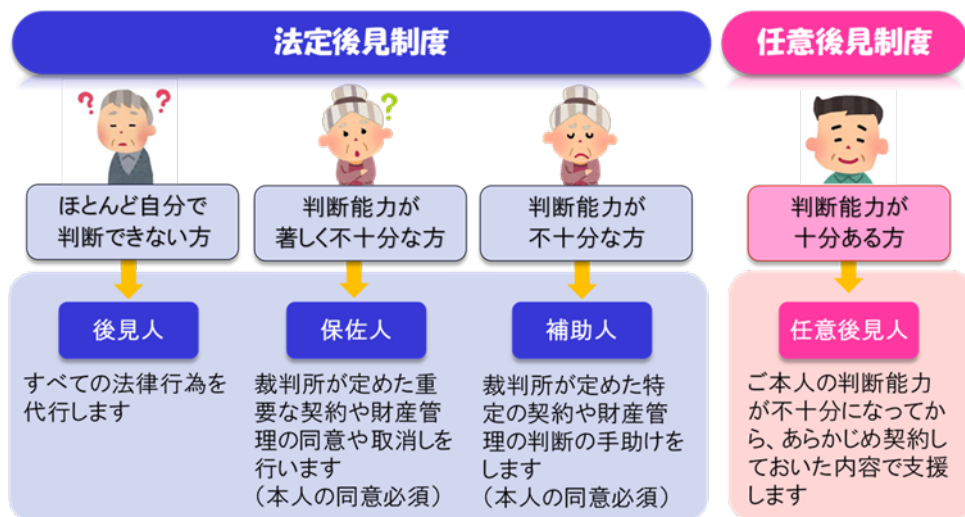 法定後見制度
任意後見制度
ほとんど自分で
判断できない方
判断能力が
著しく不十分な方
判断能力が
不十分な方
判断能力が
十分ある方
後見人
保佐人
補助人
任意後見人
すべての法律行為を
代行します
裁判所が定めた重
要な契約や財産管
理の同意や取消しを
行います
（本人の同意必須）
裁判所が定めた特
定の契約や財産管
理の判断の手助けを
します
（本人の同意必須）
ご本人の判断能力
が不十分になってか
ら、あらかじめ契約し
ておいた内容で支援
します